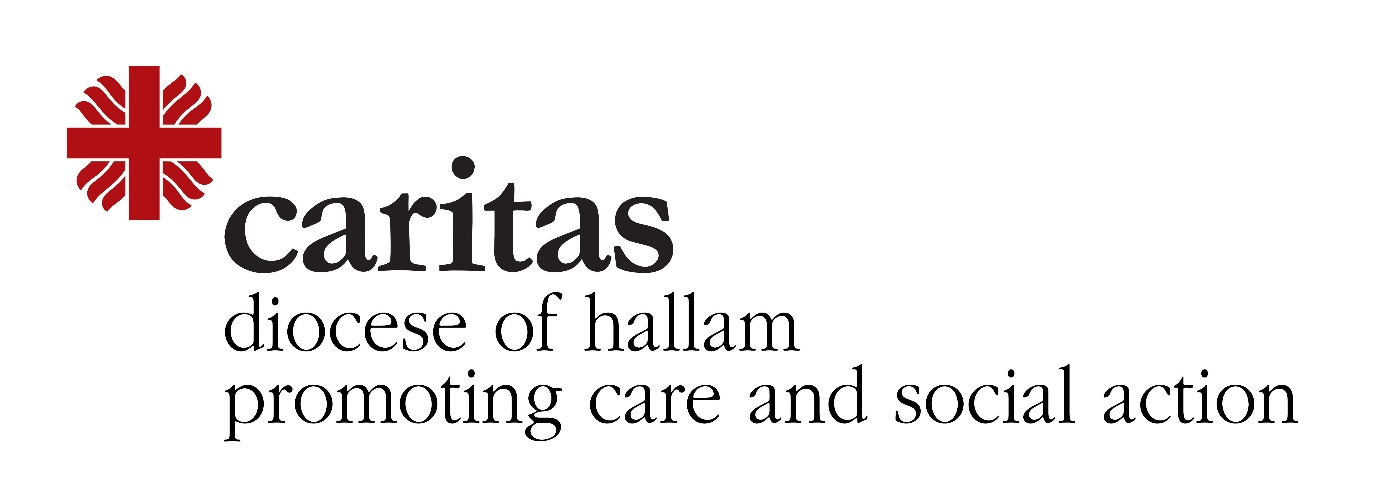 caritas
diocese of hallam
promoting care and social action